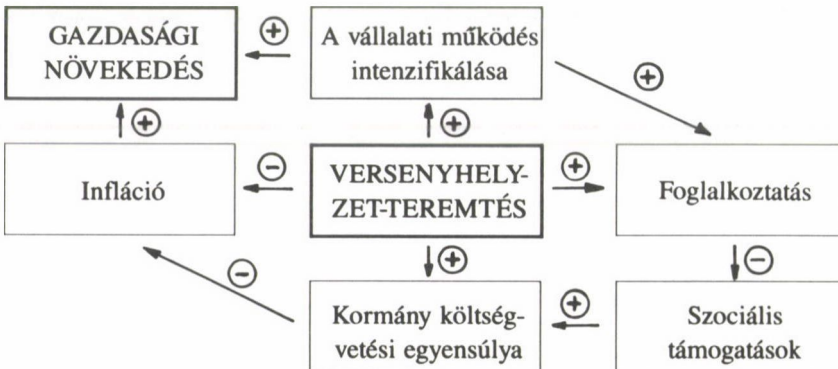 GAZDASÁGI
NÖVEKEDÉS
+
A vállalati működés
intenzifikálása
+
+
+
Infláció
−
VERSENYHELY-
ZET-TEREMTÉS
+
Foglalkoztatás
−
+
−
Kormány költség-
vetési egyensúlya
+
Szociális
támogatások